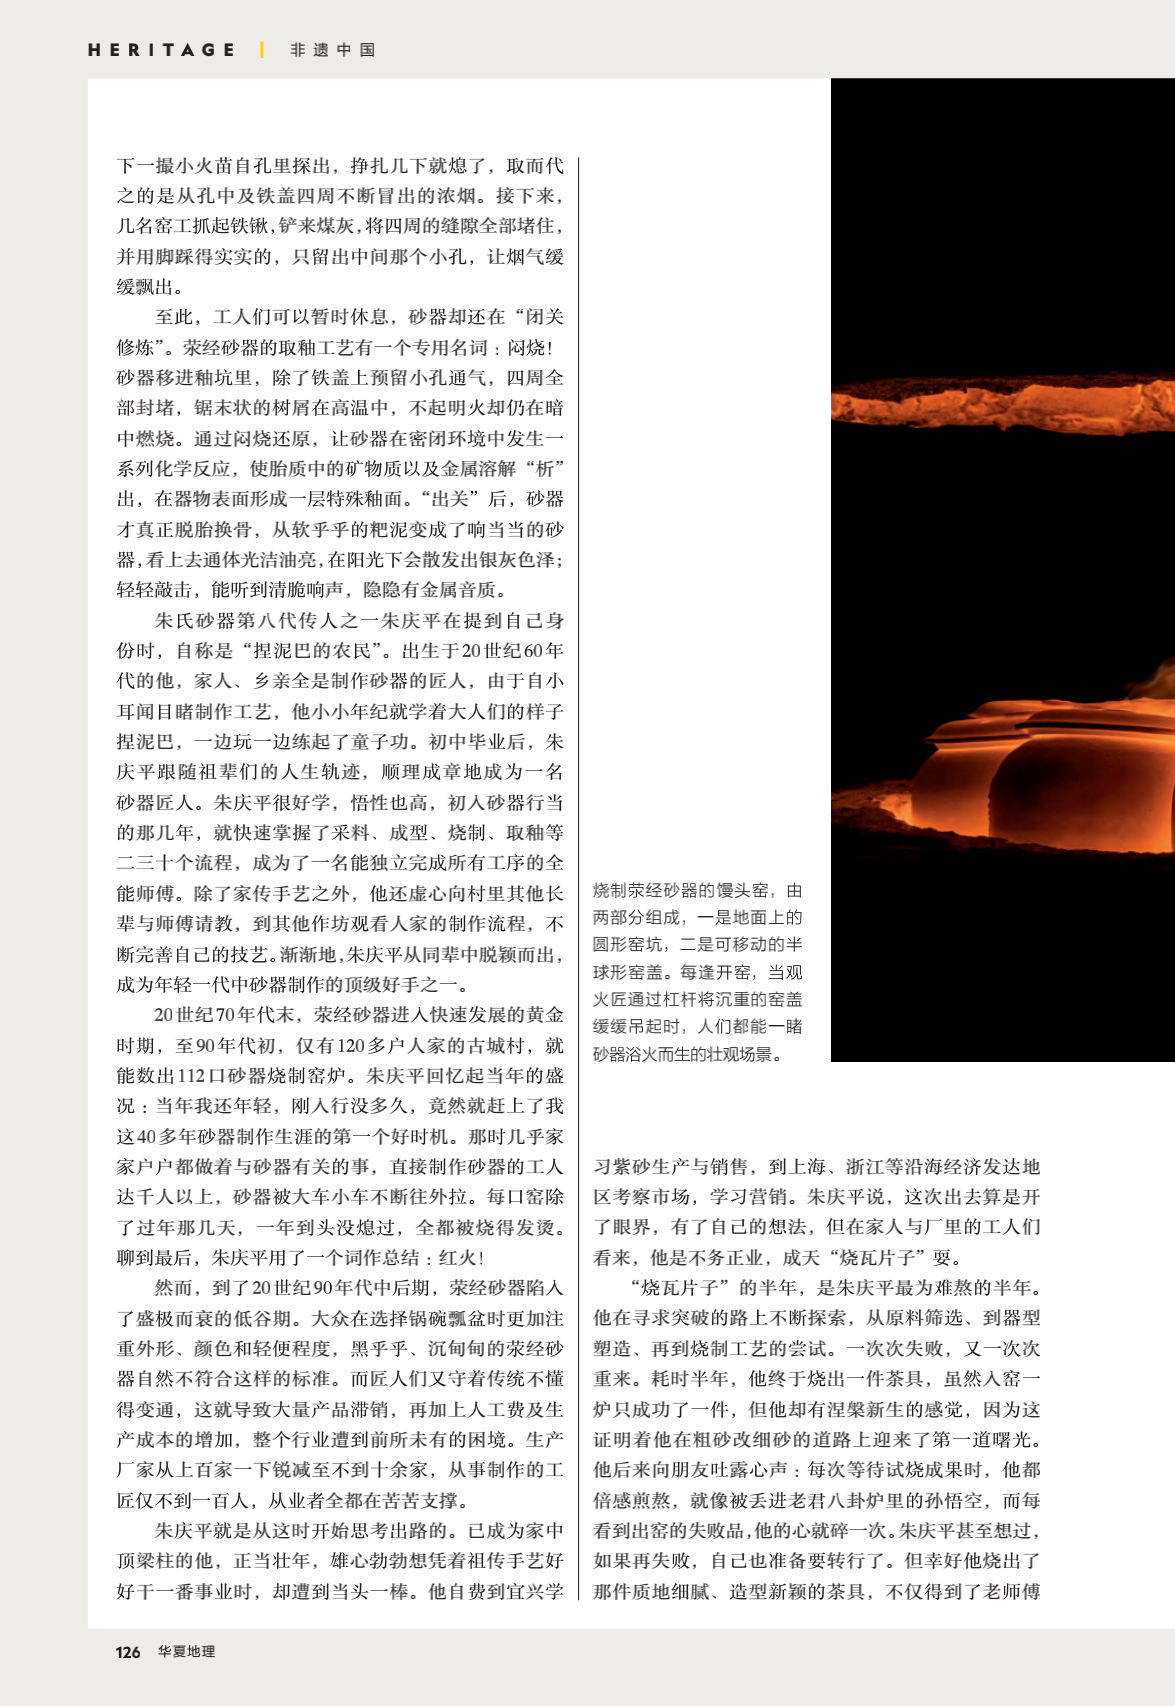 HERITAGE | 非遗中国
下一撮小火苗自孔里探出，挣扎几下就熄了，取而代
之的是从孔中及铁盖四周不断冒出的浓烟。接下来，
几名窑工抓起铁锹，铲来煤灰，将四周的缝隙全部堵住，
并用脚踩得实实的，只留出中间那个小孔，让烟气缓
缓飘出。
至此，工人们可以暂时休息，砂器却还在“闭关
修炼”。荥经砂器的取釉工艺有一个专用名词：闷烧！
砂器移进釉坑里，除了铁盖上预留小孔通气，四周全
部封堵，锯末状的树屑在高温中，不起明火却仍在暗
中燃烧。通过闷烧还原，让砂器在密闭环境中发生一
系列化学反应，使胎质中的矿物质以及金属溶解“析”
出，在器物表面形成一层特殊釉面。“出关”后，砂器
才真正脱胎换骨，从软乎乎的粑泥变成了响当当的砂
器，看上去通体光洁油亮，在阳光下会散发出银灰色泽；
轻轻敲击，能听到清脆响声，隐隐有金属音质。
朱氏砂器第八代传人之一朱庆平在提到自己身
份时，自称是“捏泥巴的农民”。出生于20世纪60年
代的他，家人、乡亲全是制作砂器的匠人，由于自小
耳闻目睹制作工艺，他小小年纪就学着大人们的样子
捏泥巴，一边玩一边练起了童子功。初中毕业后，朱
庆平跟随祖辈们的人生轨迹，顺理成章地成为一名
砂器匠人。朱庆平很好学，悟性也高，初入砂器行当
的那几年，就快速掌握了采料、成型、烧制、取釉等
二三十个流程，成为了一名能独立完成所有工序的全
能师傅。除了家传手艺之外，他还虚心向村里其他长
辈与师傅请教，到其他作坊观看人家的制作流程，不
断完善自己的技艺。渐渐地，朱庆平从同辈中脱颖而出，
成为年轻一代中砂器制作的顶级好手之一。
20世纪70年代末，荥经砂器进入快速发展的黄金
时期，至90年代初，仅有120多户人家的古城村，就
能数出112口砂器烧制窑炉。朱庆平回忆起当年的盛
况：当年我还年轻，刚入行没多久，竟然就赶上了我
这40多年砂器制作生涯的第一个好时机。那时几乎家
家户户都做着与砂器有关的事，直接制作砂器的工人
达千人以上，砂器被大车小车不断往外拉。每口窑除
了过年那几天，一年到头没熄过，全都被烧得发烫。
聊到最后，朱庆平用了一个词作总结：红火！
然而，到了20世纪90年代中后期，荥经砂器陷入
了盛极而衰的低谷期。大众在选择锅碗瓢盆时更加注
重外形、颜色和轻便程度，黑乎乎、沉甸甸的荥经砂
器自然不符合这样的标准。而匠人们又守着传统不懂
得变通，这就导致大量产品滞销，再加上人工费及生
产成本的增加，整个行业遭到前所未有的困境。生产
厂家从上百家一下锐减至不到十余家，从事制作的工
匠仅不到一百人，从业者全都在苦苦支撑。
朱庆平就是从这时开始思考出路的。已成为家中
顶梁柱的他，正当壮年，雄心勃勃想凭着祖传手艺好
好干一番事业时，却遭到当头一棒。他自费到宜兴学
烧制荥经砂器的馒头窑，由
两部分组成，一是地面上的
圆形窑坑，二是可移动的半
球形窑盖。每逢开窑，当观
火匠通过杠杆将沉重的窑盖
缓缓吊起时，人们都能一睹
砂器浴火而生的壮观场景。
习紫砂生产与销售，到上海、浙江等沿海经济发达地
区考察市场，学习营销。朱庆平说，这次出去算是开
了眼界，有了自己的想法，但在家人与厂里的工人们
看来，他是不务正业，成天“烧瓦片子”耍。
“烧瓦片子”的半年，是朱庆平最为难熬的半年。
他在寻求突破的路上不断探索，从原料筛选、到器型
塑造、再到烧制工艺的尝试。一次次失败，又一次次
重来。耗时半年，他终于烧出一件茶具，虽然入窑一
炉只成功了一件，但他却有涅槃新生的感觉，因为这
证明着他在粗砂改细砂的道路上迎来了第一道曙光。
他后来向朋友吐露心声：每次等待试烧成果时，他都
倍感煎熬，就像被丢进老君八卦炉里的孙悟空，而每
看到出窑的失败品，他的心就碎一次。朱庆平甚至想过，
如果再失败，自己也准备要转行了。但幸好他烧出了
那件质地细腻、造型新颖的茶具，不仅得到了老师傅
126 华夏地理